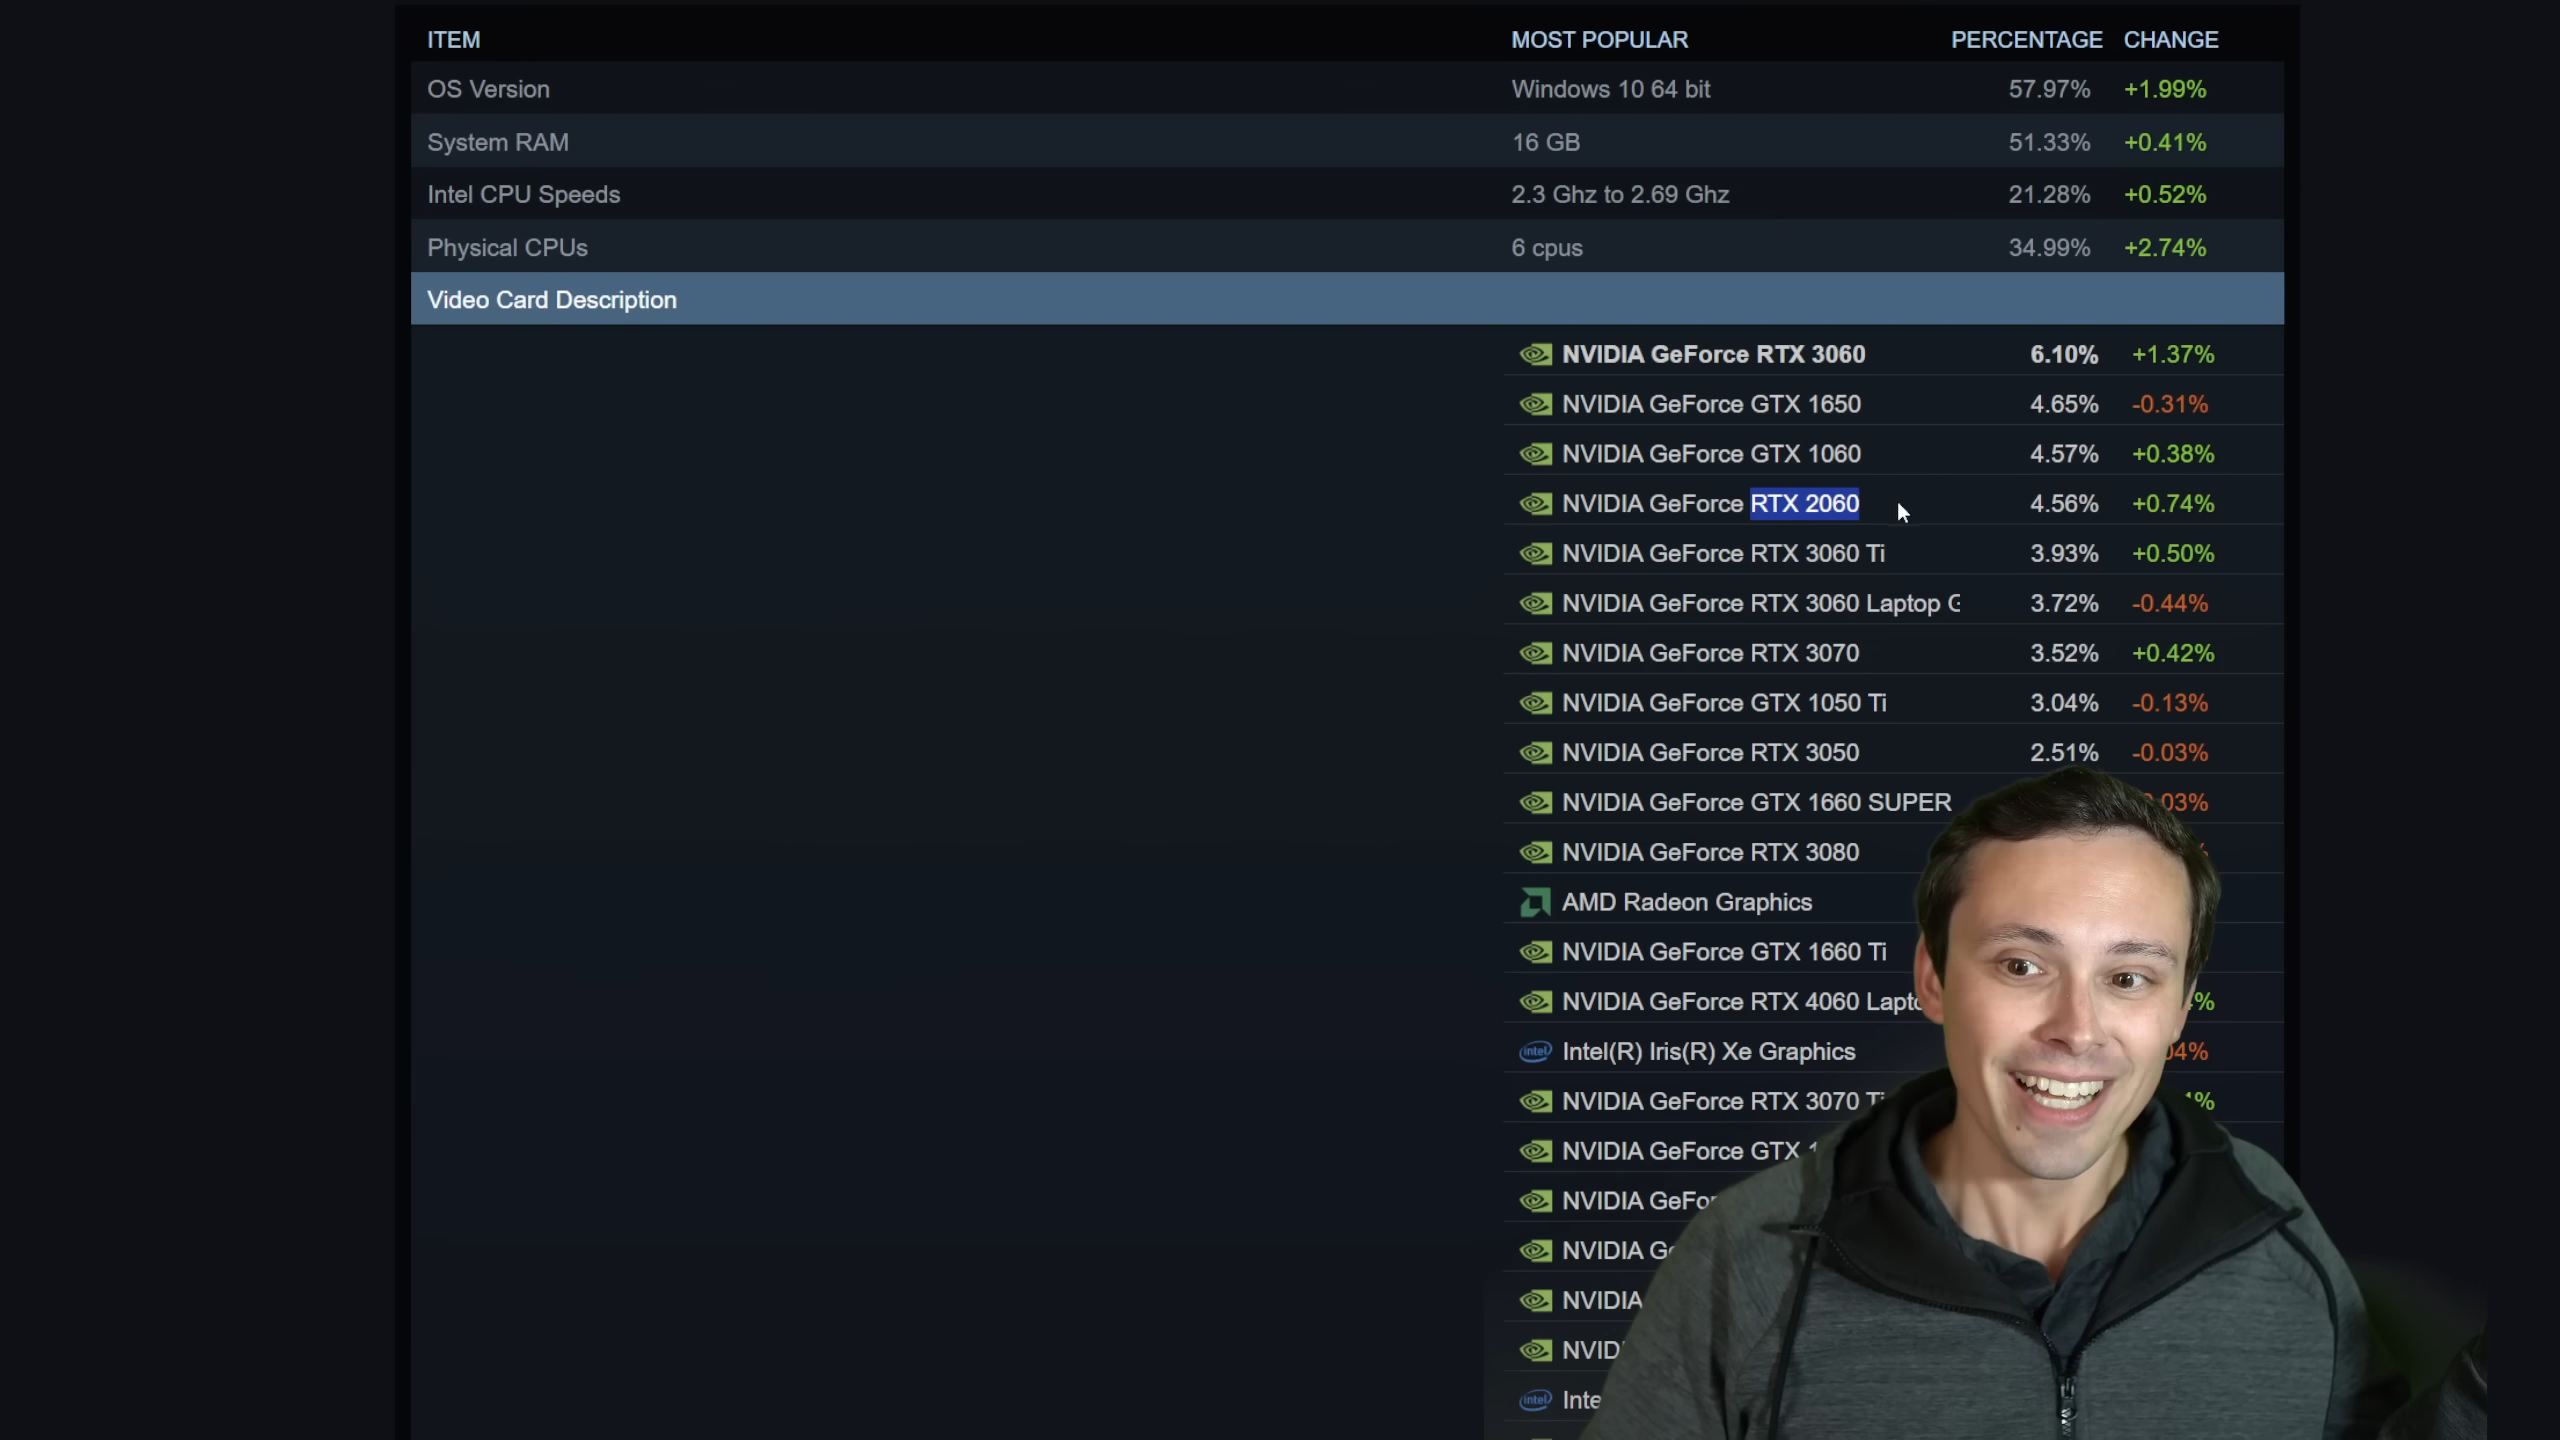 ITEM MOST POPULAR PERCENTAGE CHANGE
OS Version Windows 10 64 bit 57.97% +1.99%
System RAM 16 GB 51.33% +0.41%
Intel CPU Speeds 2.3 Ghz to 2.69 Ghz 21.28% +0.52%
Physical CPUs 6 cpus 34.99% +2.74%
Video Card Description
NVIDIA GeForce RTX 3060 6.10% +1.37%
NVIDIA GeForce GTX 1650 4.65% -0.31%
NVIDIA GeForce GTX 1060 4.57% +0.38%
NVIDIA GeForce RTX 2060 4.56% +0.74%
NVIDIA GeForce RTX 3060 Ti 3.93% +0.50%
NVIDIA GeForce RTX 3060 Laptop G 3.72% -0.44%
NVIDIA GeForce RTX 3070 3.52% +0.42%
NVIDIA GeForce GTX 1050 Ti 3.04% -0.13%
NVIDIA GeForce RTX 3050 2.51% -0.03%
NVIDIA GeForce GTX 1660 SUPER
NVIDIA GeForce RTX 3080
AMD Radeon Graphics
NVIDIA GeForce GTX 1660 Ti
NVIDIA GeForce RTX 4060
intel Intel(R) Iris(R) Xe Graphics
NVIDIA GeForce RTX 3070
NVIDIA GeForce GTX
NVIDIA
NVIDIA
NVIDIA
intel